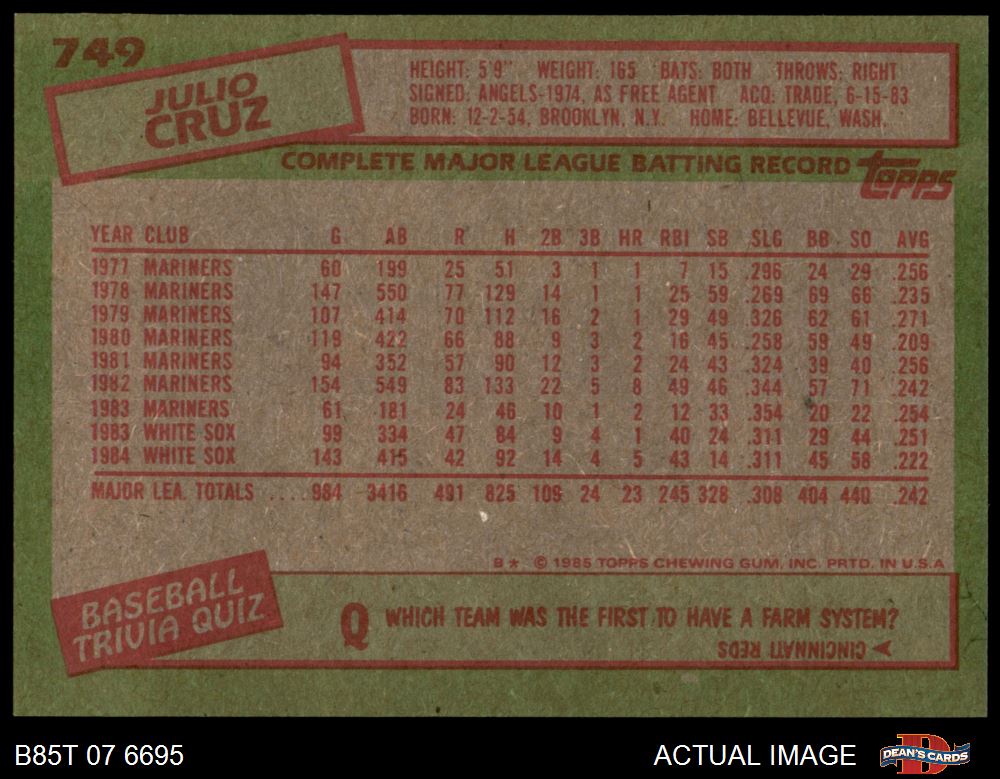 749
JULIO
CRUZ
HEIGHT: 5'9" WEIGHT: 165 BATS: BOTH THROWS: RIGHT
SIGNED: ANGELS-1974, AS FREE AGENT ACQ: TRADE, 6-15-83
BORN: 12-2-54, BROOKLYN, N.Y. HOME: BELLEVUE, WASH.
COMPLETE MAJOR LEAGUE BATTING RECORD topps
YEAR CLUB G AB R H 2B 3B HR RBI SB SLG BB SO AVG
1977 MARINERS 60 199 25 51 3 1 1 7 15 .296 24 29 .256
1978 MARINERS 147 550 77 129 14 1 1 25 59 .269 69 66 .235
1979 MARINERS 107 414 70 112 16 2 1 29 49 .326 62 61 .271
1980 MARINERS 119 422 66 88 9 3 2 16 45 .258 59 49 .209
1981 MARINERS 94 352 57 90 12 3 2 24 43 .324 39 40 .256
1982 MARINERS 154 549 83 133 22 5 8 49 46 .344 57 71 .242
1983 MARINERS 61 181 24 46 10 1 2 12 33 .354 20 22 .254
1983 WHITE SOX 99 334 47 84 9 4 1 40 24 .311 29 44 .251
1984 WHITE SOX 143 415 42 92 14 4 5 43 14 .311 45 58 .222
MAJOR LEA. TOTALS .... 984 3416 491 825 109 24 23 245 328 .308 404 440 .242
B* © 1985 TOPPS CHEWING GUM, INC. PRTD. IN U.S.A
BASEBALL
TRIVIA QUIZ
Q WHICH TEAM WAS THE FIRST TO HAVE A FARM SYSTEM?
CINCINNATI REDS
B85T 07 6695
ACTUAL IMAGE
D
DEAN'S CARDS